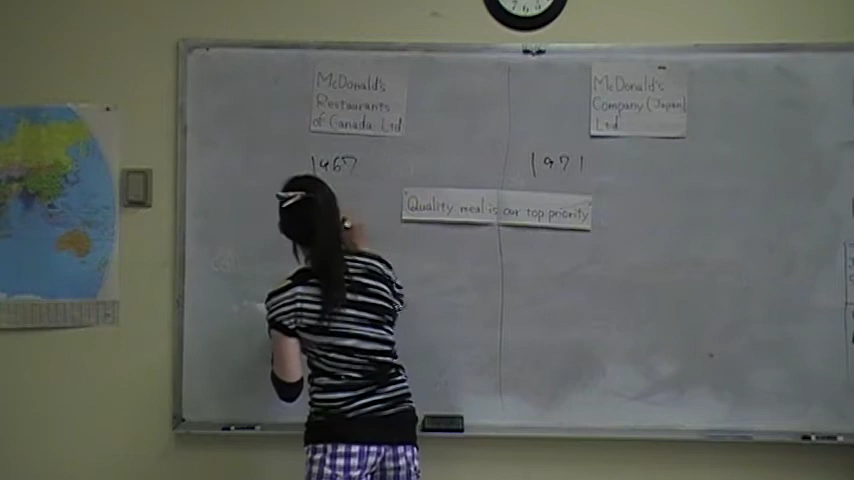 McDonald's
Restaurants
of Canada Ltd
McDonald's
Company (Japan)
Ltd
1967
1971
"Quality meal is our top priority